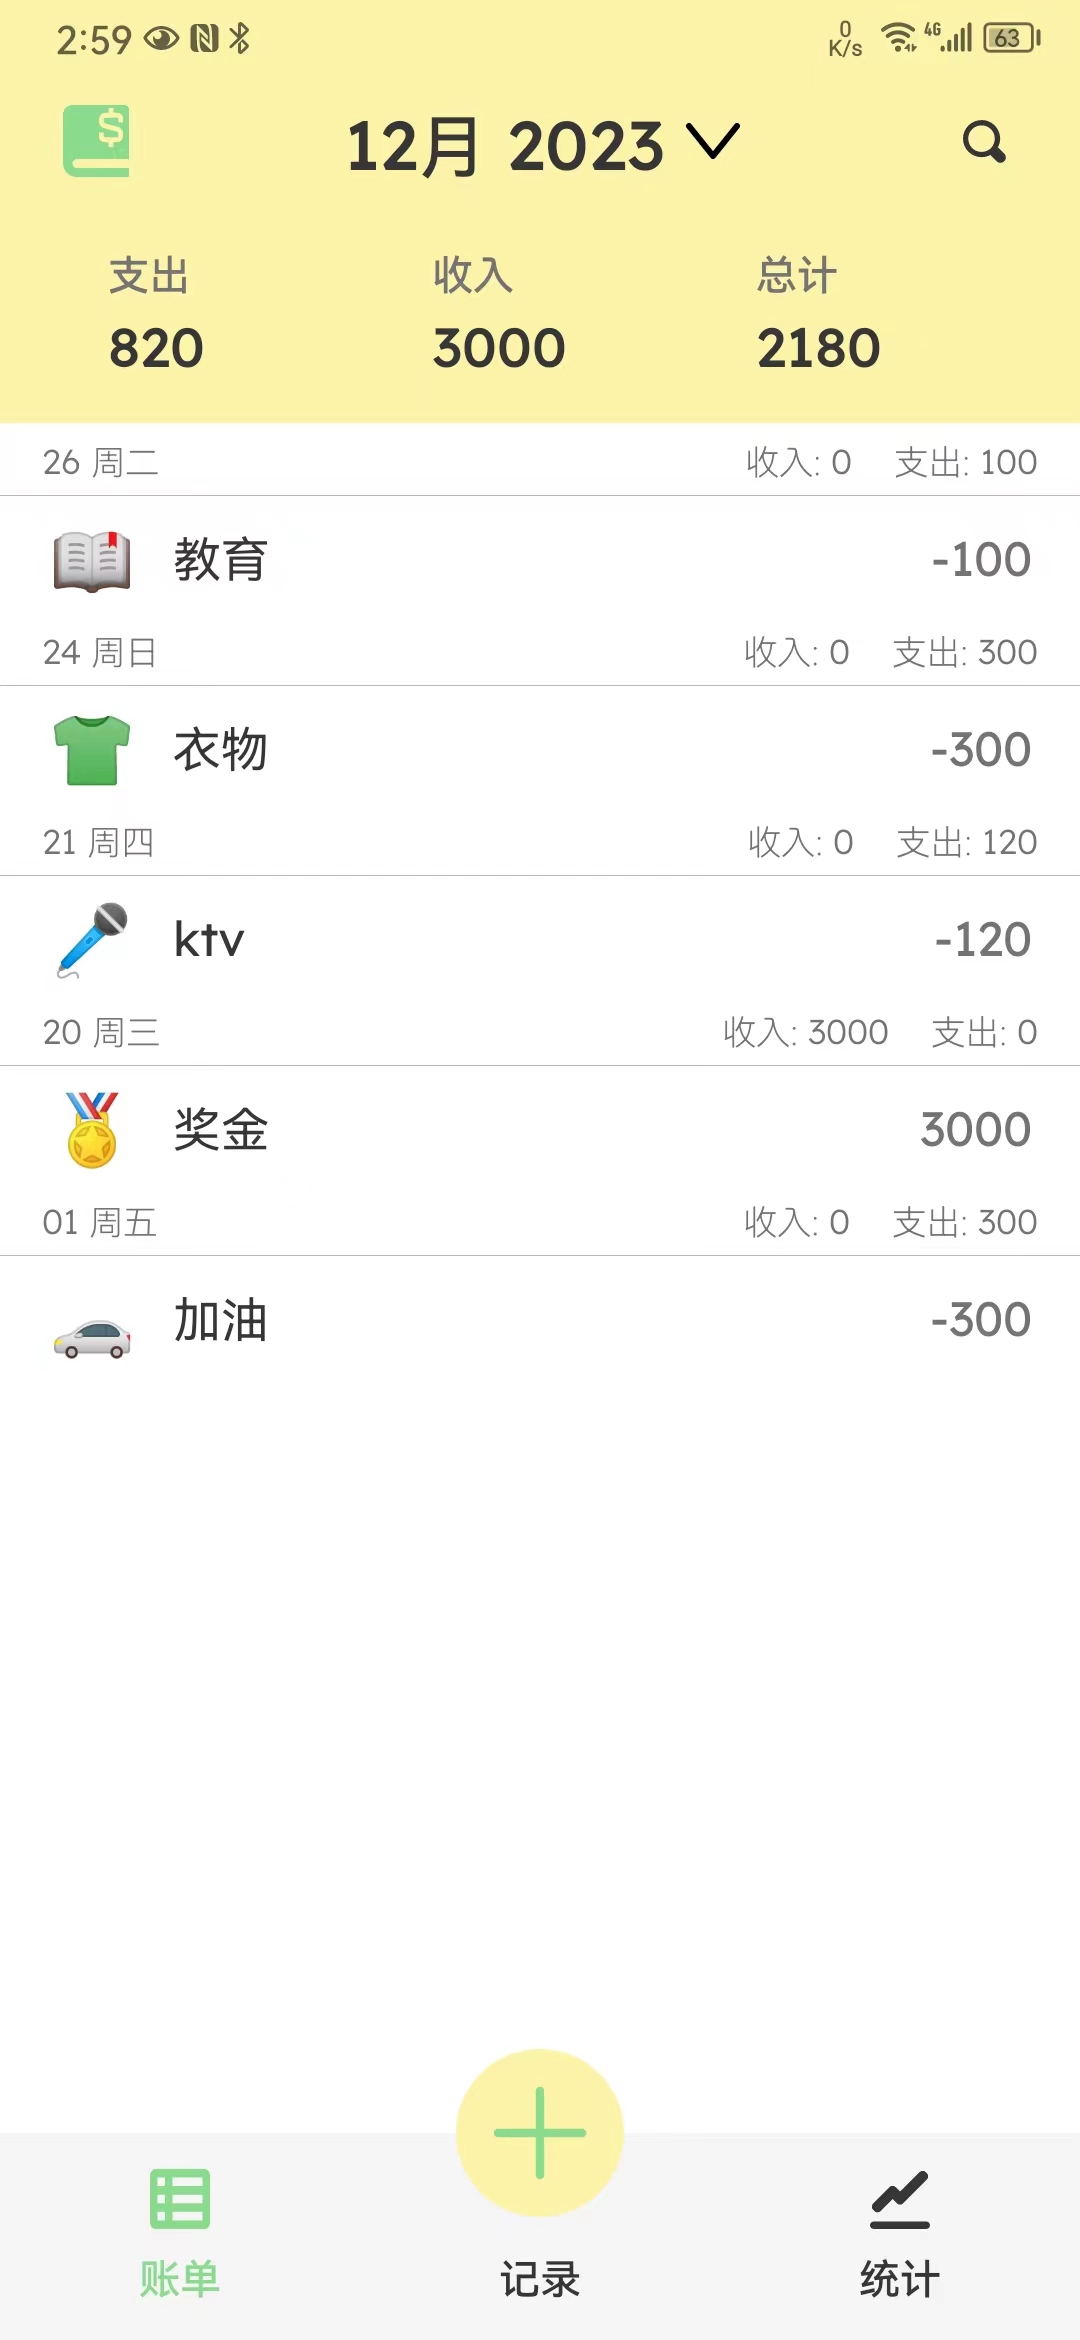 2:59 0 K/s 4G 63
$
12月 2023
支出 收入 总计
820 3000 2180
26 周二 收入: 0 支出: 100
教育 -100
24 周日 收入: 0 支出: 300
衣物 -300
21 周四 收入: 0 支出: 120
ktv -120
20 周三 收入: 3000 支出: 0
奖金 3000
01 周五 收入: 0 支出: 300
加油 -300
账单 记录 统计